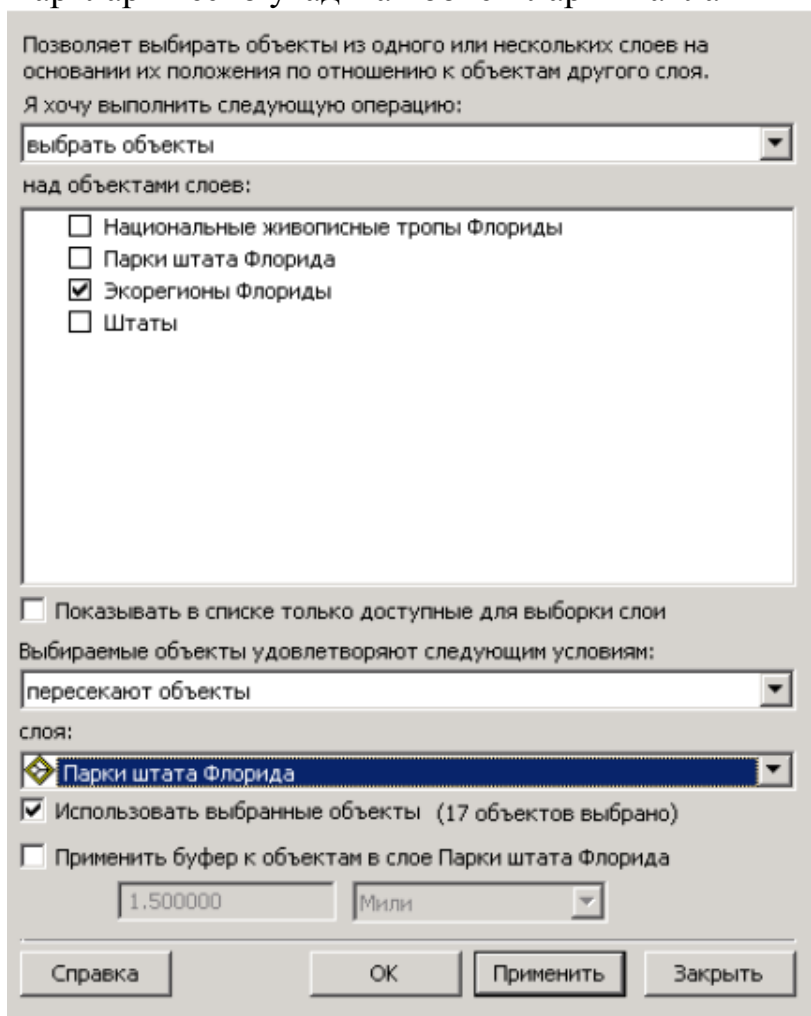 Позволяет выбирать объекты из одного или нескольких слоев на
основании их положения по отношению к объектам другого слоя.
Я хочу выполнить следующую операцию:
выбрать объекты
над объектами слоев:
Национальные живописные тропы Флориды
Парки штата Флорида
Экорегионы Флориды
Штаты
Показывать в списке только доступные для выборки слои
Выбираемые объекты удовлетворяют следующим условиям:
пересекают объекты
слоя:
Парки штата Флорида
Использовать выбранные объекты (17 объектов выбрано)
Применить буфер к объектам в слое Парки штата Флорида
1.500000 Мили
Справка OK Применить Закрыть